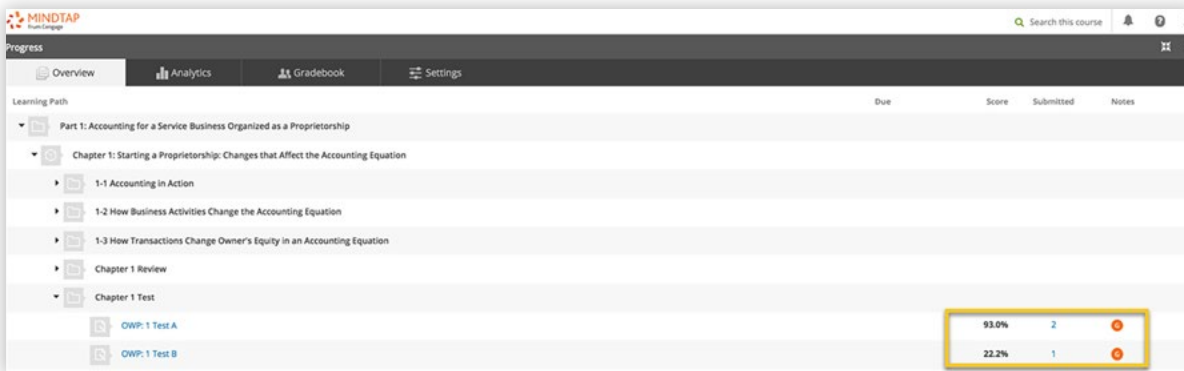 MINDTAP
From Cengage
Search this course
Progress
Overview Analytics Gradebook Settings
Learning Path Due Score Submitted Notes
Part 1: Accounting for a Service Business Organized as a Proprietorship
Chapter 1: Starting a Proprietorship: Changes that Affect the Accounting Equation
1-1 Accounting in Action
1-2 How Business Activities Change the Accounting Equation
1-3 How Transactions Change Owner's Equity in an Accounting Equation
Chapter 1 Review
Chapter 1 Test
OWP: 1 Test A 93.0% 2 G
OWP: 1 Test B 22.2% 1 G